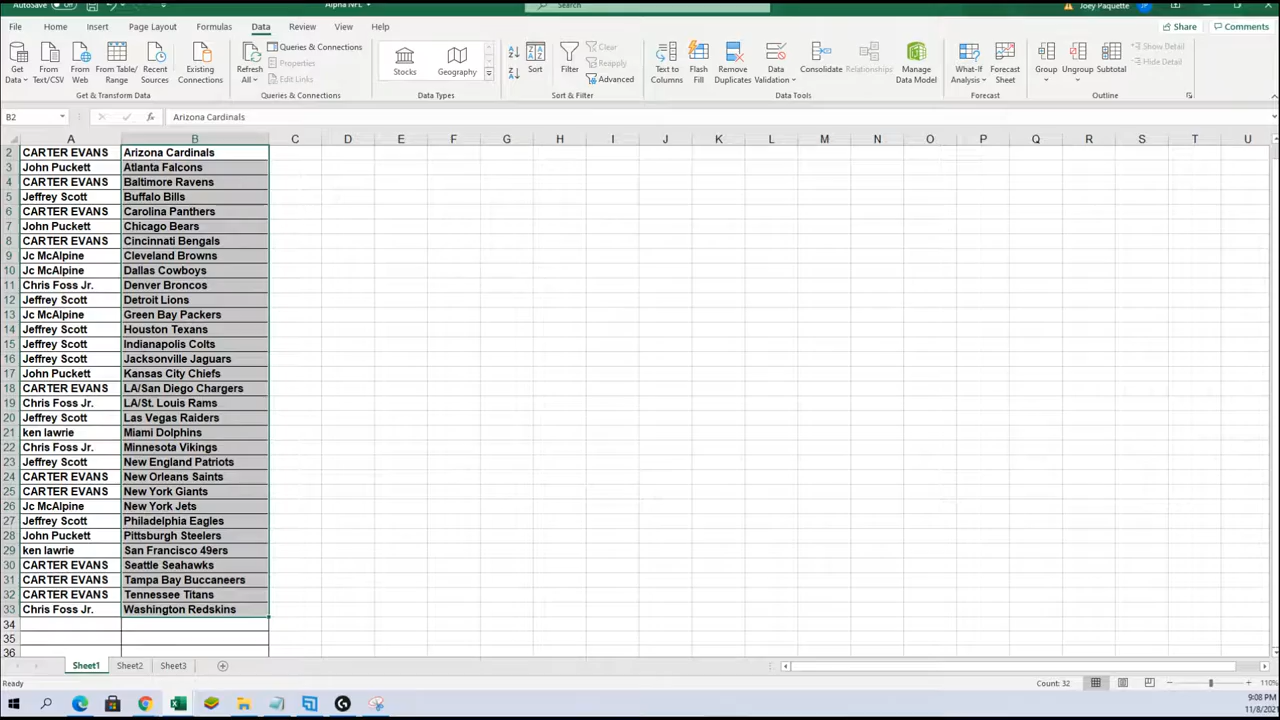 AutoSave Off Alpha NFL Search Joey Paquette JP
File Home Insert Page Layout Formulas Data Review View Help Share Comments
Get Data From Text/CSV From Web From Table/Range Recent Sources Existing Connections Refresh All Queries & Connections Properties Edit Links Stocks Geography Sort Filter Clear Reapply Advanced Text to Columns Flash Fill Remove Duplicates Data Validation Consolidate Relationships Manage Data Model What-If Analysis Forecast Sheet Group Ungroup Subtotal Show Detail Hide Detail
Get & Transform Data Queries & Connections Data Types Sort & Filter Data Tools Forecast Outline
B2 fx Arizona Cardinals
A B C D E F G H I J K L M N O P Q R S T U
2 CARTER EVANS Arizona Cardinals
3 John Puckett Atlanta Falcons
4 CARTER EVANS Baltimore Ravens
5 Jeffrey Scott Buffalo Bills
6 CARTER EVANS Carolina Panthers
7 John Puckett Chicago Bears
8 CARTER EVANS Cincinnati Bengals
9 Jc McAlpine Cleveland Browns
10 Jc McAlpine Dallas Cowboys
11 Chris Foss Jr. Denver Broncos
12 Jeffrey Scott Detroit Lions
13 Jc McAlpine Green Bay Packers
14 Jeffrey Scott Houston Texans
15 Jeffrey Scott Indianapolis Colts
16 Jeffrey Scott Jacksonville Jaguars
17 John Puckett Kansas City Chiefs
18 CARTER EVANS LA/San Diego Chargers
19 Chris Foss Jr. LA/St. Louis Rams
20 Jeffrey Scott Las Vegas Raiders
21 ken lawrie Miami Dolphins
22 Chris Foss Jr. Minnesota Vikings
23 Jeffrey Scott New England Patriots
24 CARTER EVANS New Orleans Saints
25 CARTER EVANS New York Giants
26 Jc McAlpine New York Jets
27 Jeffrey Scott Philadelphia Eagles
28 John Puckett Pittsburgh Steelers
29 ken lawrie San Francisco 49ers
30 CARTER EVANS Seattle Seahawks
31 CARTER EVANS Tampa Bay Buccaneers
32 CARTER EVANS Tennessee Titans
33 Chris Foss Jr. Washington Redskins
34
35
36
Sheet1 Sheet2 Sheet3
Ready Count: 32 110%
9:08 PM
11/8/2021